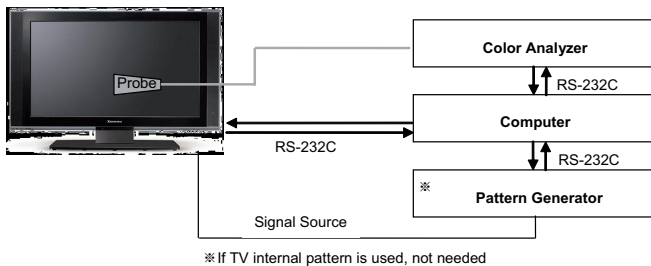 Probe
Color Analyzer
RS-232C
Computer
RS-232C
RS-232C
※
Pattern Generator
Signal Source
※If TV internal pattern is used, not needed